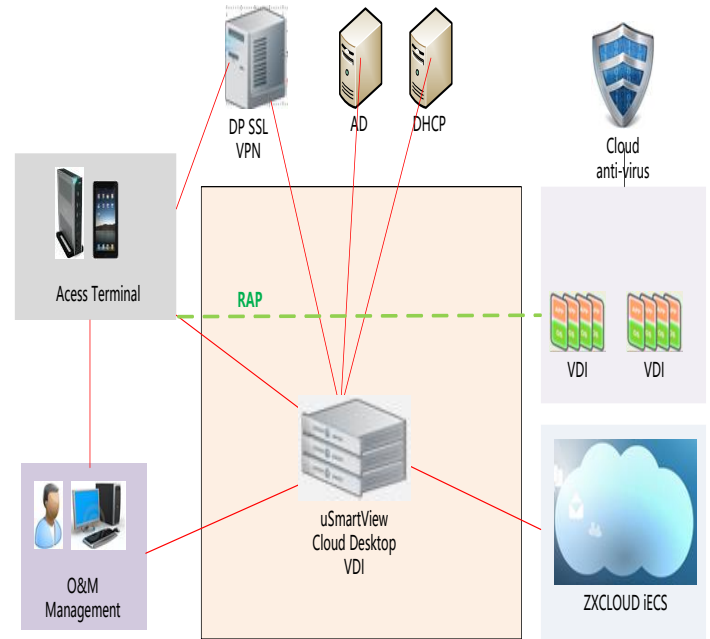 DP SSL
VPN
AD
DHCP
Cloud
anti-virus
Acess Terminal
RAP
VDI
VDI
uSmartView
Cloud Desktop
VDI
O&M
Management
ZXCLOUD iECS